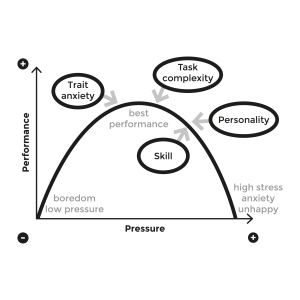 +
Trait
anxiety
Task
complexity
best
performance
Personality
Skill
Performance
boredom
low pressure
high stress
anxiety
unhappy
-
Pressure
+